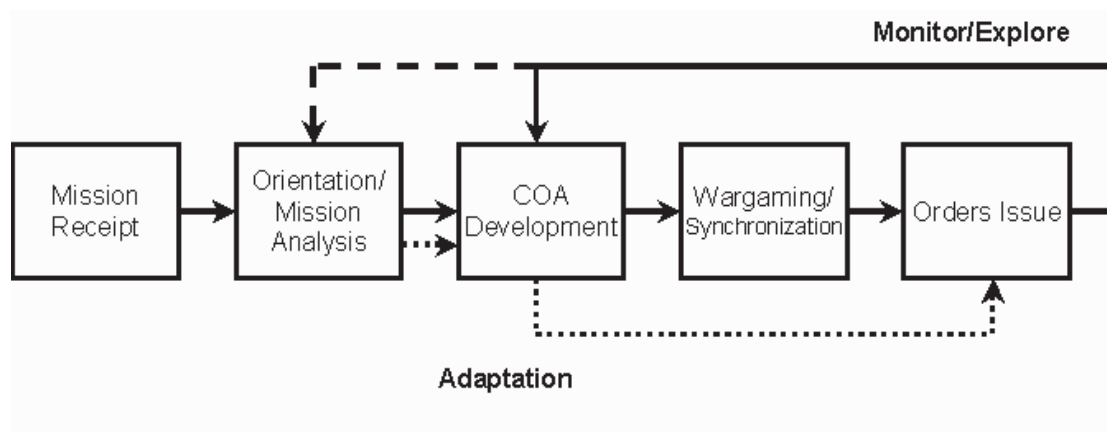 Monitor/Explore
Mission
Receipt
Orientation/
Mission
Analysis
COA
Development
Wargaming/
Synchronization
Orders Issue
Adaptation